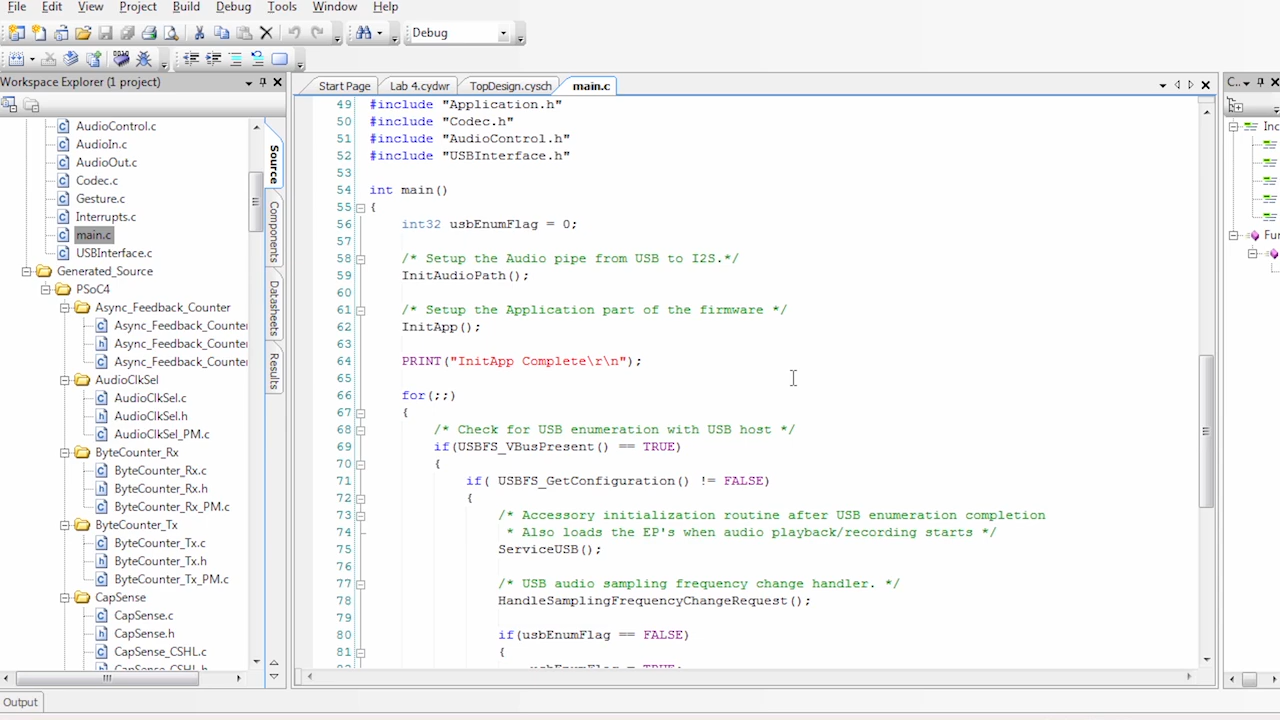 File Edit View Project Build Debug Tools Window Help
Debug
Workspace Explorer (1 project)
AudioControl.c
AudioIn.c
AudioOut.c
Codec.c
Gesture.c
Interrupts.c
main.c
USBInterface.c
Generated_Source
PSoC4
Async_Feedback_Counter
Async_Feedback_Counter
Async_Feedback_Counter
Async_Feedback_Counter
AudioClkSel
AudioClkSel.c
AudioClkSel.h
AudioClkSel_PM.c
ByteCounter_Rx
ByteCounter_Rx.c
ByteCounter_Rx.h
ByteCounter_Rx_PM.c
ByteCounter_Tx
ByteCounter_Tx.c
ByteCounter_Tx.h
ByteCounter_Tx_PM.c
CapSense
CapSense.c
CapSense.h
CapSense_CSHL.c
CapSense_CSHL.h
Source
Components
Datasheets
Results
Start Page Lab 4.cydwr TopDesign.cysch main.c
49 #include "Application.h"
50 #include "Codec.h"
51 #include "AudioControl.h"
52 #include "USBInterface.h"
53
54 int main()
55 {
56 int32 usbEnumFlag = 0;
57
58 /* Setup the Audio pipe from USB to I2S.*/
59 InitAudioPath();
60
61 /* Setup the Application part of the firmware */
62 InitApp();
63
64 PRINT("InitApp Complete\r\n");
65
66 for(;;)
67 {
68 /* Check for USB enumeration with USB host */
69 if(USBFS_VBusPresent() == TRUE)
70 {
71 if( USBFS_GetConfiguration() != FALSE)
72 {
73 /* Accessory initialization routine after USB enumeration completion
74 * Also loads the EP's when audio playback/recording starts */
75 ServiceUSB();
76
77 /* USB audio sampling frequency change handler. */
78 HandleSamplingFrequencyChangeRequest();
79
80 if(usbEnumFlag == FALSE)
81 {
usbEnumFlag = TRUE;
C..
Inc
Fur
Output